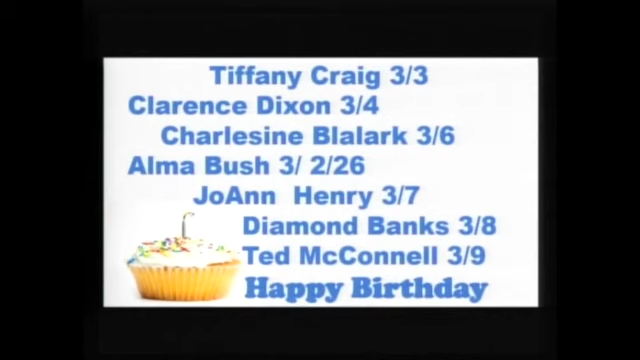 Tiffany Craig 3/3
Clarence Dixon 3/4
Charlesine Blalark 3/6
Alma Bush 3/ 2/26
JoAnn Henry 3/7
Diamond Banks 3/8
Ted McConnell 3/9
Happy Birthday